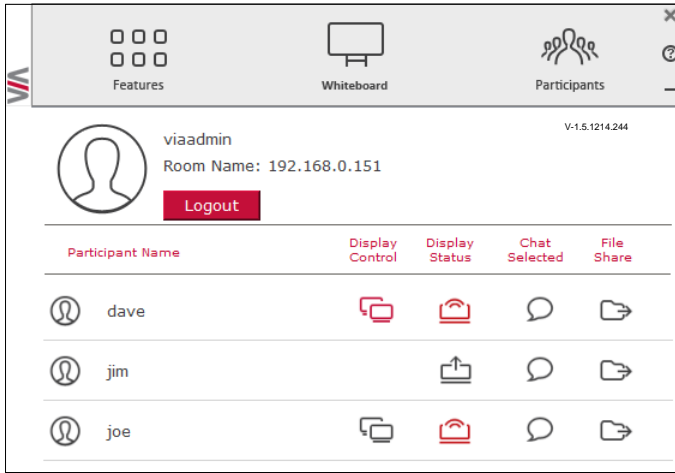 Features
Whiteboard
Participants
V-1.5.1214.244
viaadmin
Room Name: 192.168.0.151
Logout
Participant Name
Display Control
Display Status
Chat Selected
File Share
dave
jim
joe